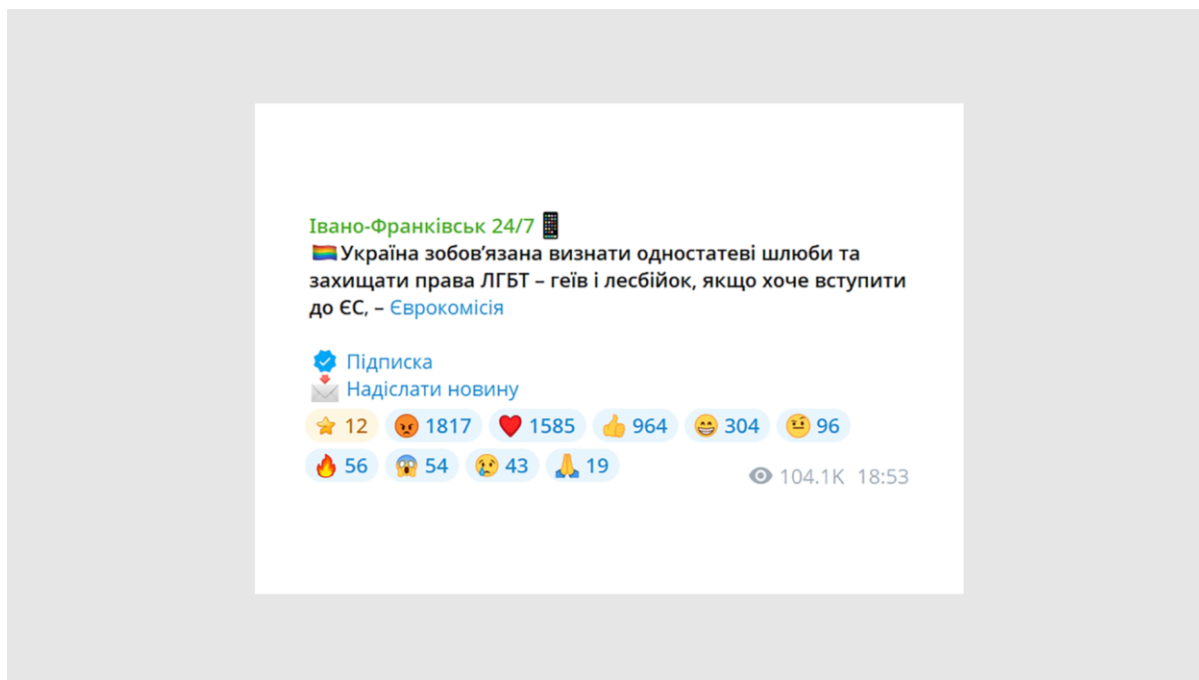 Івано-Франківськ 24/7📱
🏳️‍🌈Україна зобов’язана визнати одностатеві шлюби та
захищати права ЛГБТ – геїв і лесбійок, якщо хоче вступити
до ЄС, – Єврокомісія
Підписка
📩 Надіслати новину
⭐ 12 😡 1817 ❤️ 1585 👍 964 😁 304 🤨 96
🔥 56 😱 54 😢 43 🙏 19 104.1K 18:53